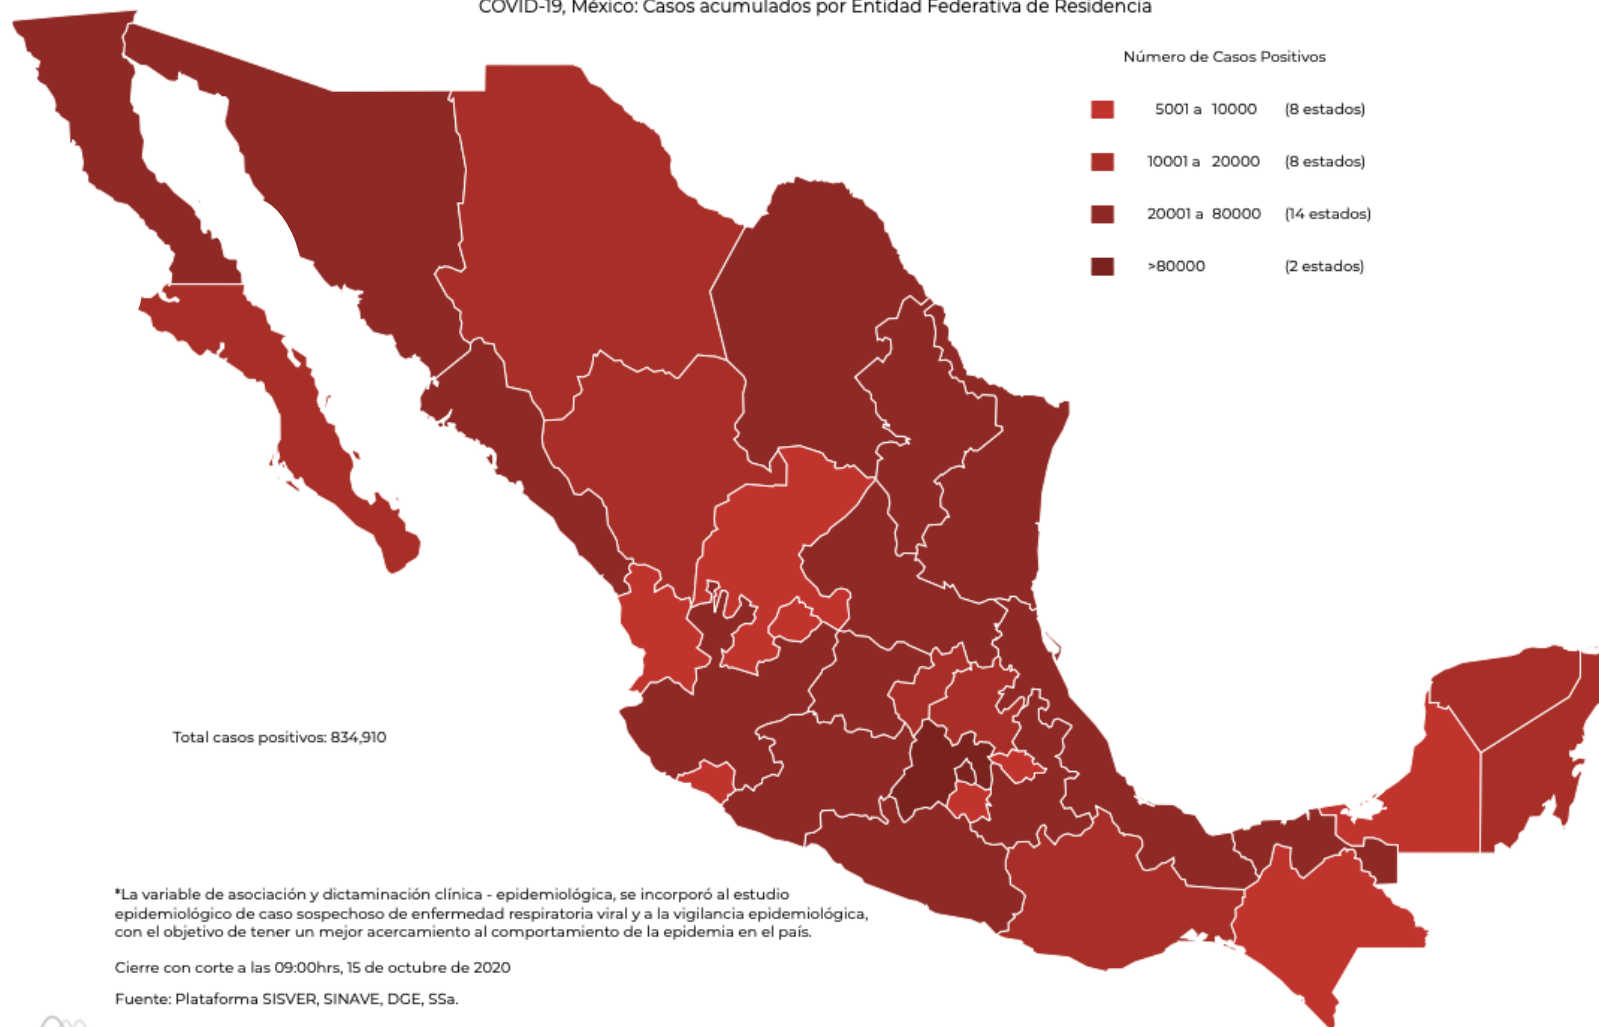 COVID-19, México: Casos acumulados por Entidad Federativa de Residencia
Número de Casos Positivos
5001 a 10000 (8 estados)
10001 a 20000 (8 estados)
20001 a 80000 (14 estados)
>80000 (2 estados)
Total casos positivos: 834,910
*La variable de asociación y dictaminación clínica - epidemiológica, se incorporó al estudio
epidemiológico de caso sospechoso de enfermedad respiratoria viral y a la vigilancia epidemiológica,
con el objetivo de tener un mejor acercamiento al comportamiento de la epidemia en el país.
Cierre con corte a las 09:00hrs, 15 de octubre de 2020
Fuente: Plataforma SISVER, SINAVE, DGE, SSa.